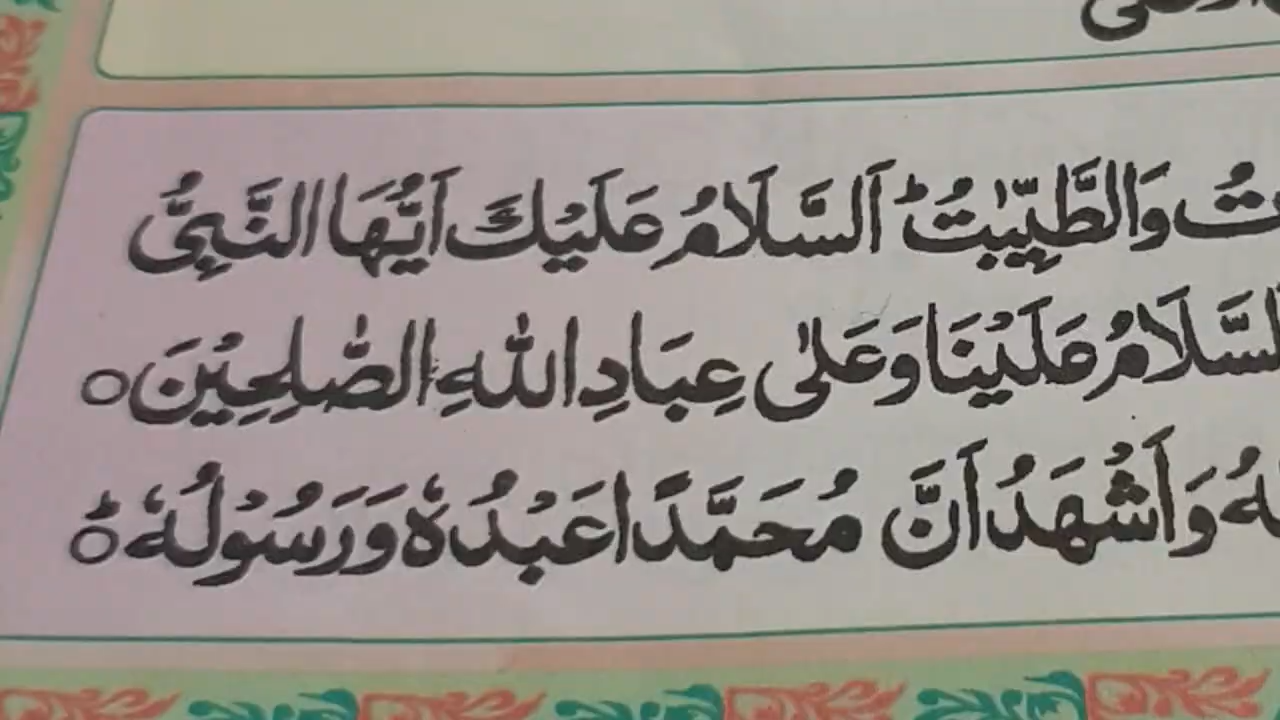 وَالطَّيِّبٰتُ ؕ اَلسَّلَامُ عَلَيْكَ اَيُّهَا النَّبِیُّ
السَّلَامُ عَلَيْنَا وَعَلٰی عِبَادِ اللّٰهِ الصّٰلِحِيْنَ ○
وَاَشْهَدُ اَنَّ مُحَمَّدًا عَبْدُهٗ وَرَسُوْلُهٗ ؕ○